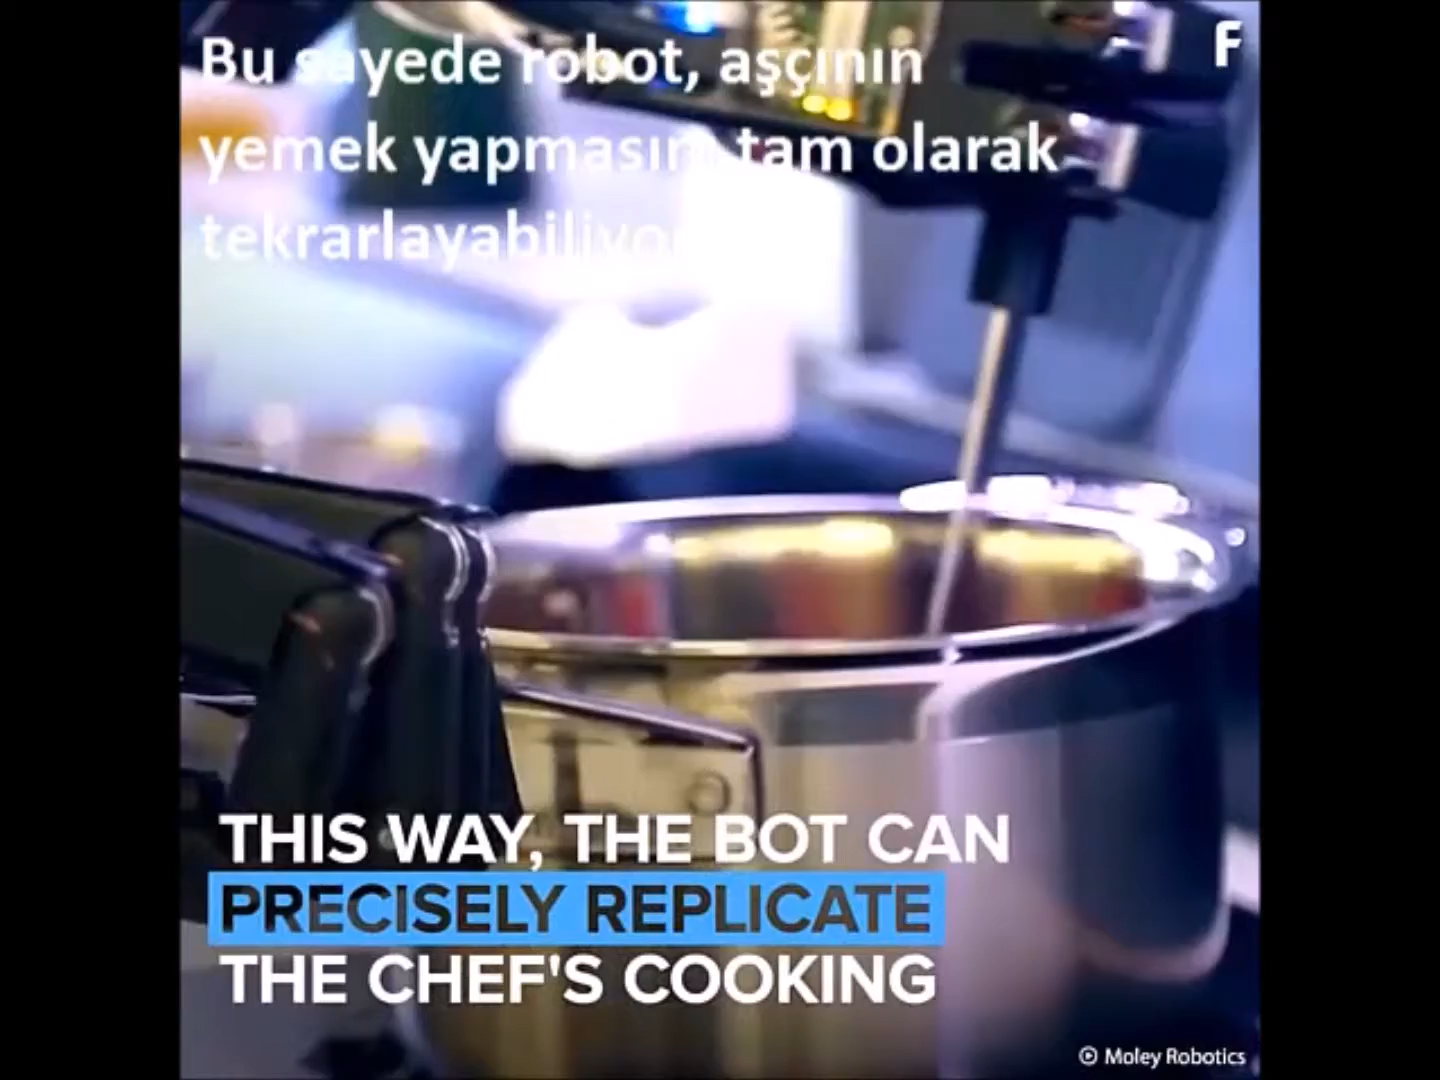 Bu sayede robot, aşçının
F
yemek yapmasını tam olarak
tekrarlayabiliyor
THIS WAY, THE BOT CAN
PRECISELY REPLICATE
THE CHEF'S COOKING
© Moley Robotics